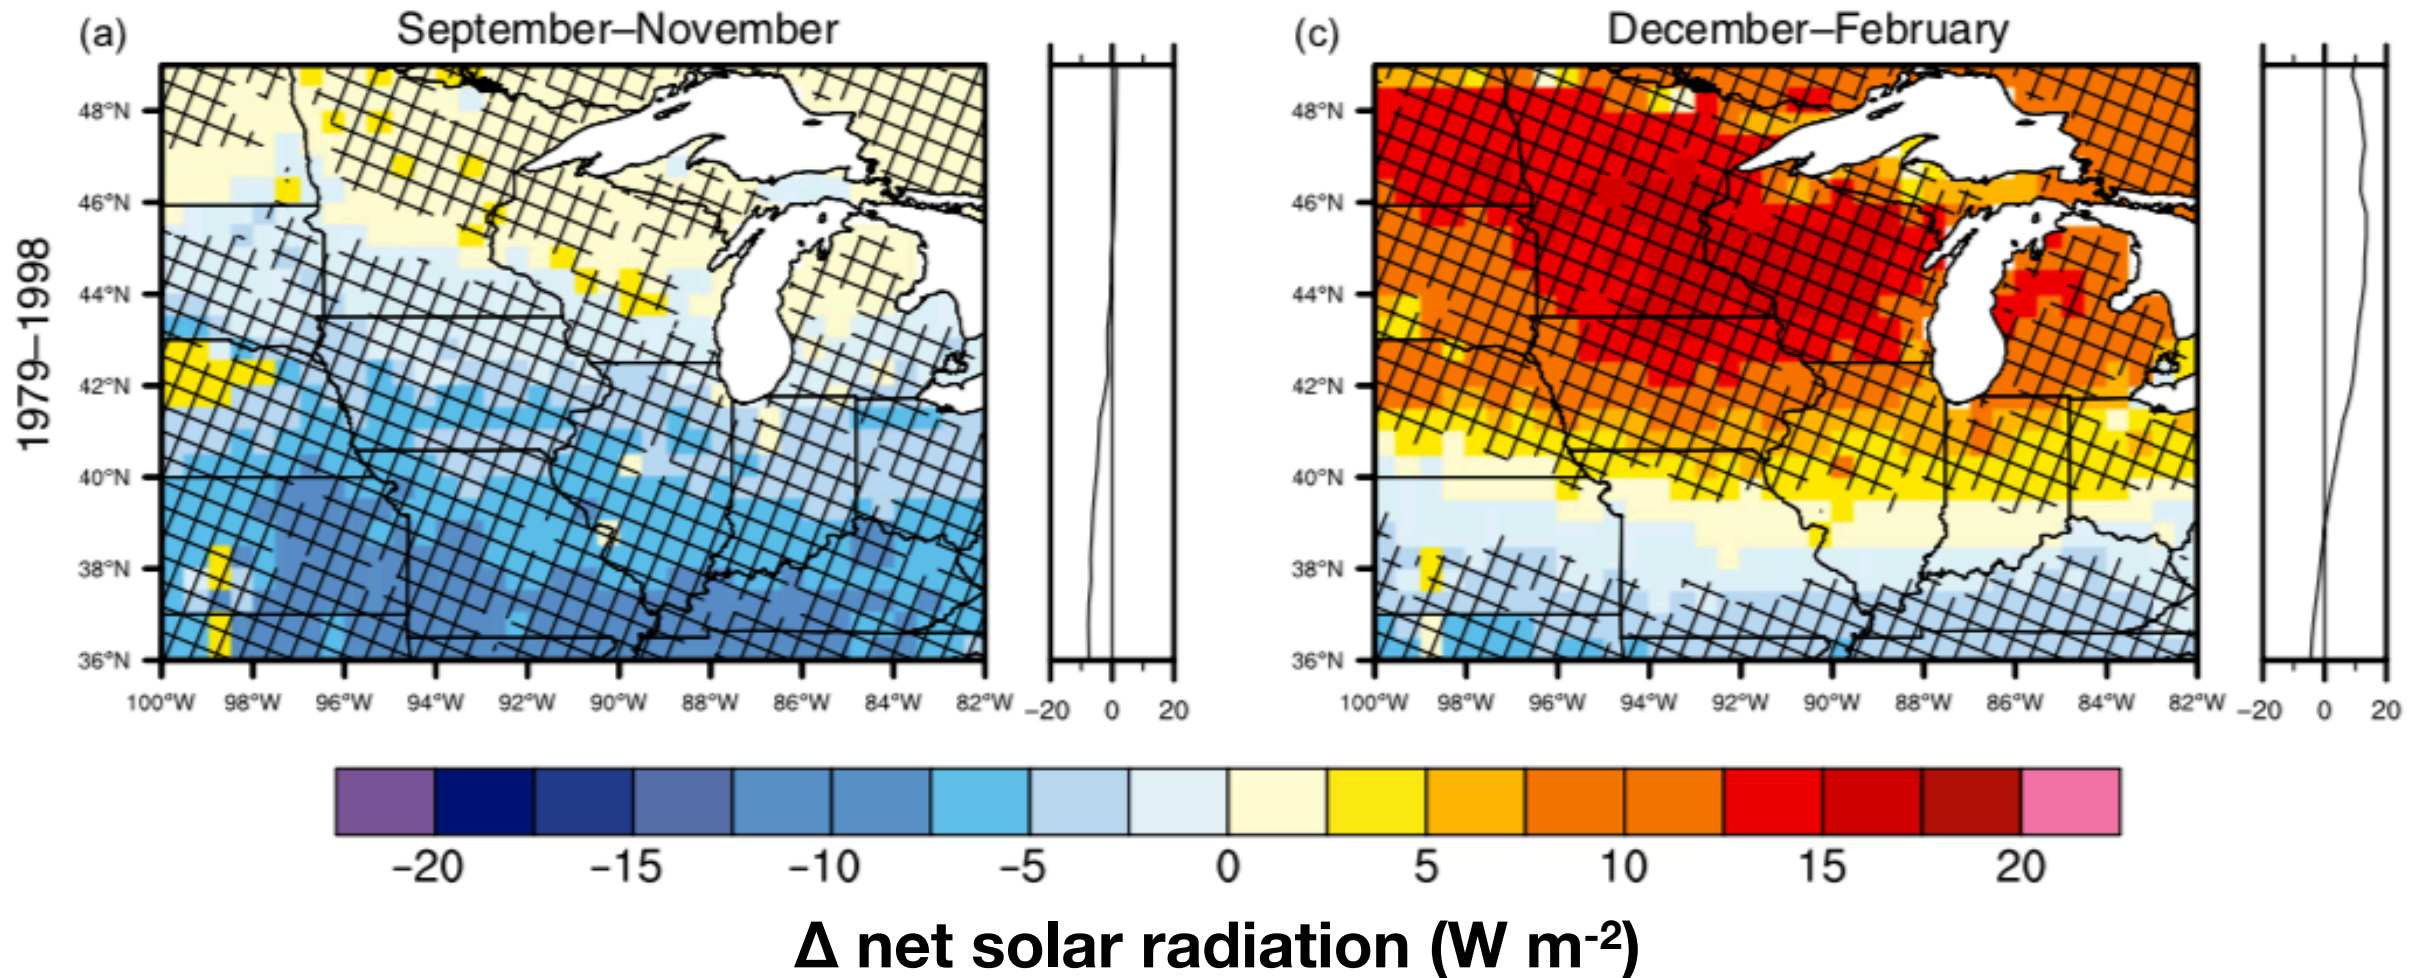 (a) September–November
(c) December–February
1979–1998
48°N
46°N
44°N
42°N
40°N
38°N
36°N
100°W 98°W 96°W 94°W 92°W 90°W 88°W 86°W 84°W 82°W
−20 0 20
48°N
46°N
44°N
42°N
40°N
38°N
36°N
100°W 98°W 96°W 94°W 92°W 90°W 88°W 86°W 84°W 82°W
−20 0 20
−20 −15 −10 −5 0 5 10 15 20
Δ net solar radiation (W m⁻²)